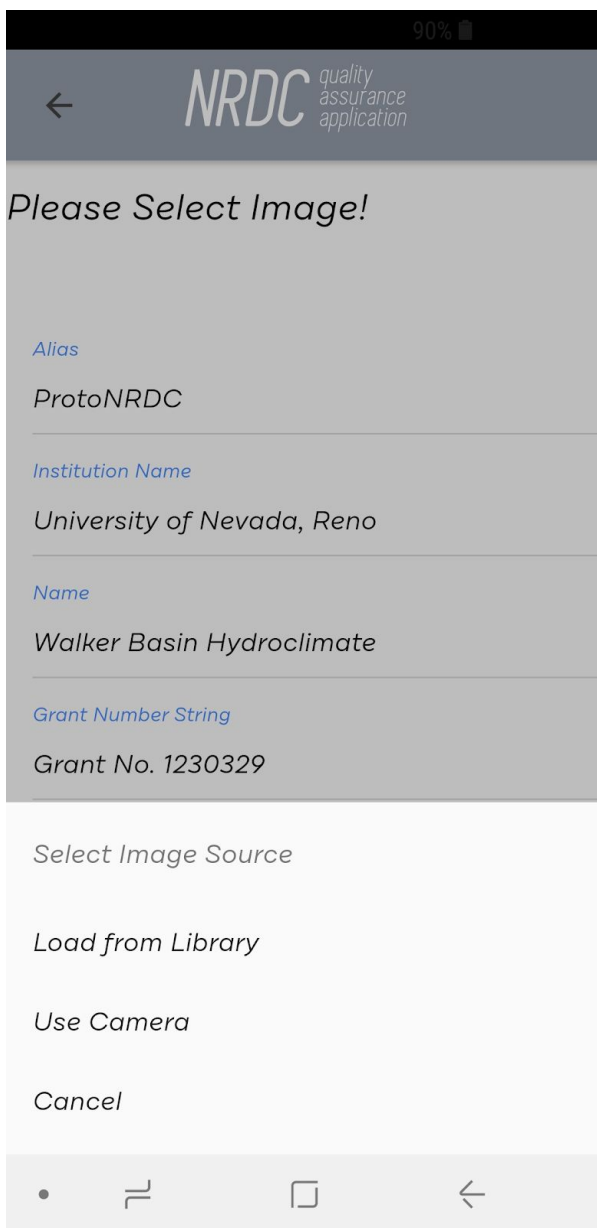 90%
NRDC quality
assurance
application
Please Select Image!
Alias
ProtoNRDC
Institution Name
University of Nevada, Reno
Name
Walker Basin Hydroclimate
Grant Number String
Grant No. 1230329
Select Image Source
Load from Library
Use Camera
Cancel